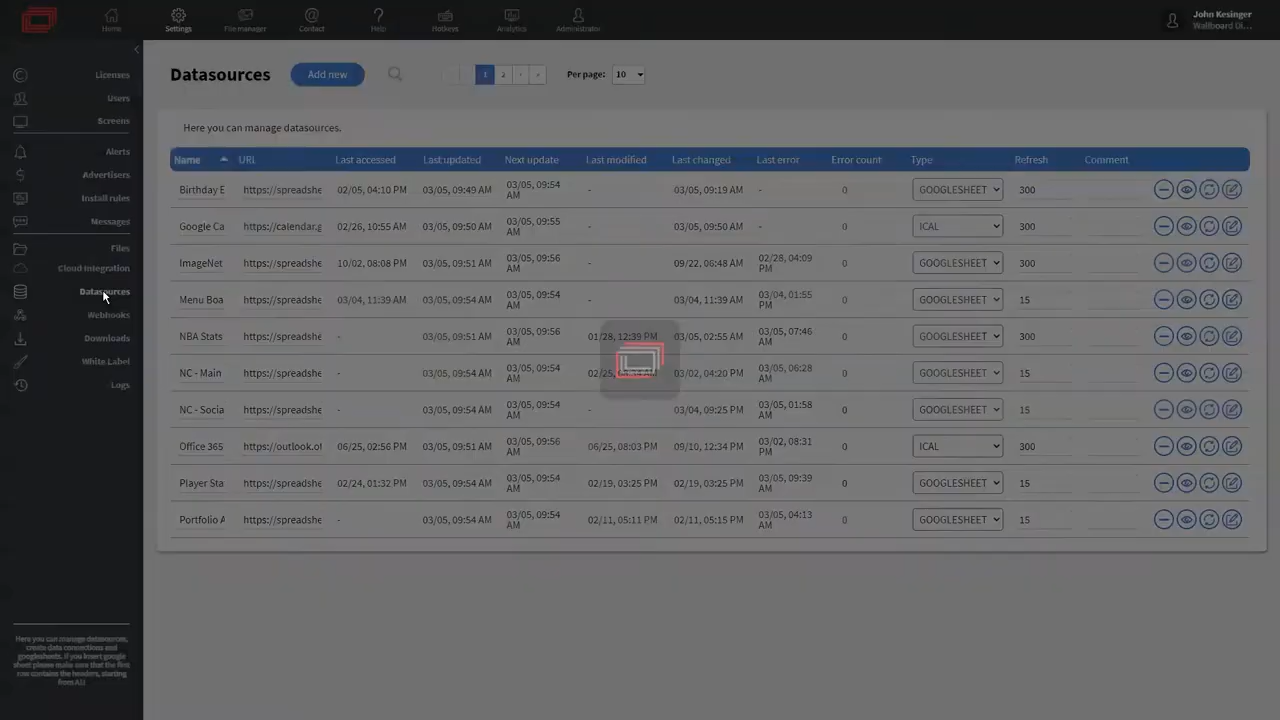 Home
Settings
File manager
Contact
Help
Hotkeys
Analytics
Administrator
John Kesinger
Wallboard Di...
Licenses
Users
Screens
Alerts
Advertisers
Install rules
Messages
Files
Cloud Integration
Datasources
Webhooks
Downloads
White Label
Logs
Here you can manage datasources,
create data connections and
googlesheets. If you insert google
sheet please make sure that the first
row contains the headers, starting
from A1!
Datasources
Add new
1
2
Per page:
10
Here you can manage datasources.
Name URL Last accessed Last updated Next update Last modified Last changed Last error Error count Type Refresh Comment
Birthday E https://spreadshe 02/05, 04:10 PM 03/05, 09:49 AM 03/05, 09:54 AM - 03/05, 09:19 AM - 0 GOOGLESHEET 300
Google Ca https://calendar.g 02/26, 10:55 AM 03/05, 09:50 AM 03/05, 09:55 AM - 03/05, 09:50 AM - 0 ICAL 300
ImageNet https://spreadshe 10/02, 08:08 PM 03/05, 09:51 AM 03/05, 09:56 AM - 09/22, 06:48 AM 02/28, 04:09 PM 0 GOOGLESHEET 300
Menu Boa https://spreadshe 03/04, 11:39 AM 03/05, 09:54 AM 03/05, 09:54 AM - 03/04, 11:39 AM 03/04, 01:55 PM 0 GOOGLESHEET 15
NBA Stats https://spreadshe - 03/05, 09:51 AM 03/05, 09:56 AM 01/28, 12:39 PM 03/05, 02:55 AM 03/05, 07:46 AM 0 GOOGLESHEET 300
NC - Main https://spreadshe - 03/05, 09:54 AM 03/05, 09:54 AM 02/25, 03/02, 04:20 PM 03/05, 06:28 AM 0 GOOGLESHEET 15
NC - Socia https://spreadshe - 03/05, 09:54 AM 03/05, 09:54 AM - 03/04, 09:25 PM 03/05, 01:58 AM 0 GOOGLESHEET 15
Office 365 https://outlook.of 06/25, 02:56 PM 03/05, 09:51 AM 03/05, 09:56 AM 06/25, 08:03 PM 09/10, 12:34 PM 03/02, 08:31 PM 0 ICAL 300
Player Sta https://spreadshe 02/24, 01:32 PM 03/05, 09:54 AM 03/05, 09:54 AM 02/19, 03:25 PM 02/19, 03:25 PM 03/05, 09:39 AM 0 GOOGLESHEET 15
Portfolio A https://spreadshe - 03/05, 09:54 AM 03/05, 09:54 AM 02/11, 05:11 PM 02/11, 05:15 PM 03/05, 04:13 AM 0 GOOGLESHEET 15